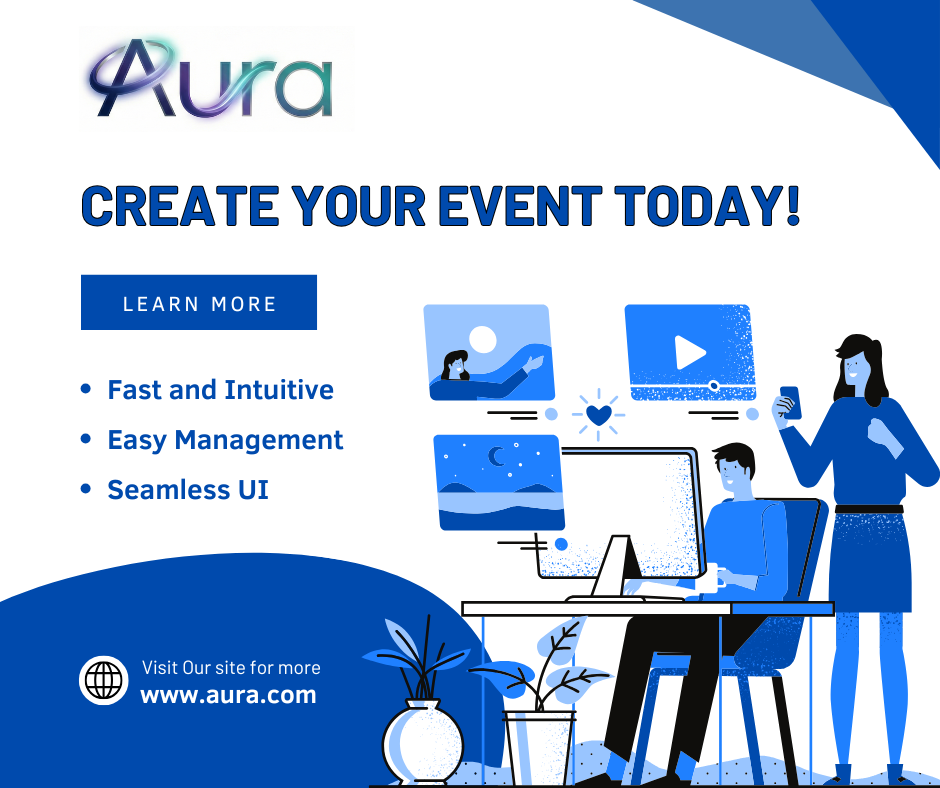 Aura
CREATE YOUR EVENT TODAY!
LEARN MORE
Fast and Intuitive
Easy Management
Seamless UI
Visit Our site for more
www.aura.com